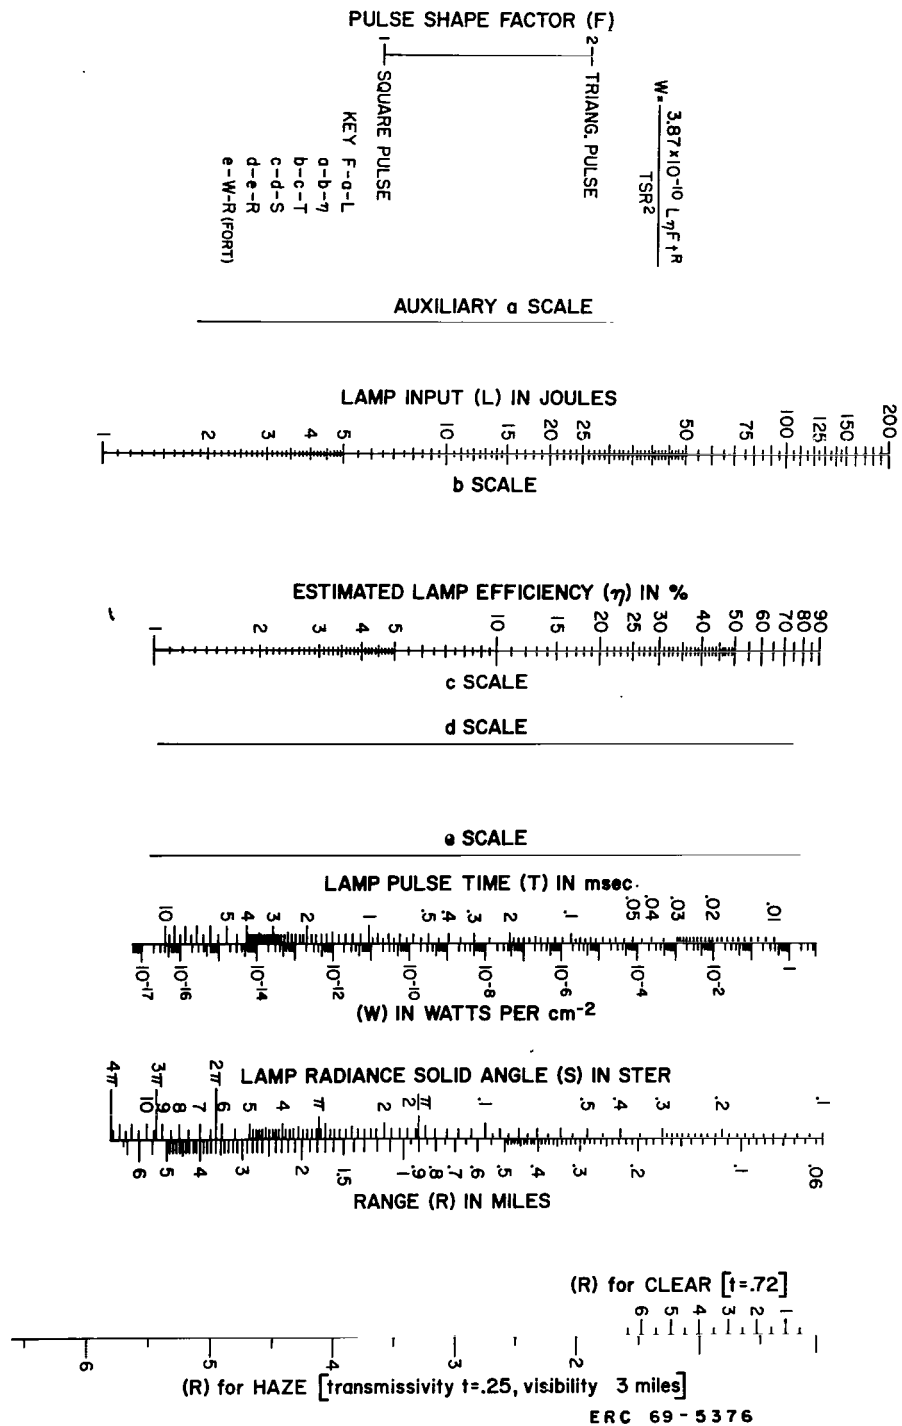 PULSE SHAPE FACTOR (F)
1 2
SQUARE PULSE
TRIANG. PULSE
W= 3.87×10⁻¹⁰ L η F t^R
TSR²
KEY F-a-L
a-b-η
b-c-T
c-d-S
d-e-R
e-W-R (FORT)
AUXILIARY a SCALE
LAMP INPUT (L) IN JOULES
1 2 3 4 5 10 15 20 25 50 75 100 125 150 200
b SCALE
ESTIMATED LAMP EFFICIENCY (η) IN %
1 2 3 4 5 10 15 20 25 30 40 50 60 70 80 90
c SCALE
d SCALE
e SCALE
LAMP PULSE TIME (T) IN msec.
10 5 4 3 2 1 .5 .4 .3 .2 .1 .05 .04 .03 .02 .01
10⁻¹⁷ 10⁻¹⁶ 10⁻¹⁴ 10⁻¹² 10⁻¹⁰ 10⁻⁸ 10⁻⁶ 10⁻⁴ 10⁻² 1
(W) IN WATTS PER cm⁻²
LAMP RADIANCE SOLID ANGLE (S) IN STER
4π 3π 2π
10 9 8 7 6 5 4 π 2 π/2 .1 .5 .4 .3 .2 .1
6 5 4 3 2 1.5 1 .9 .8 .7 .6 .5 .4 .3 .2 .1 .06
RANGE (R) IN MILES
(R) for CLEAR [t=.72]
6 5 4 3 2 1
6 5 4 3 2
(R) for HAZE [transmissivity t=.25, visibility 3 miles]
ERC 69-5376